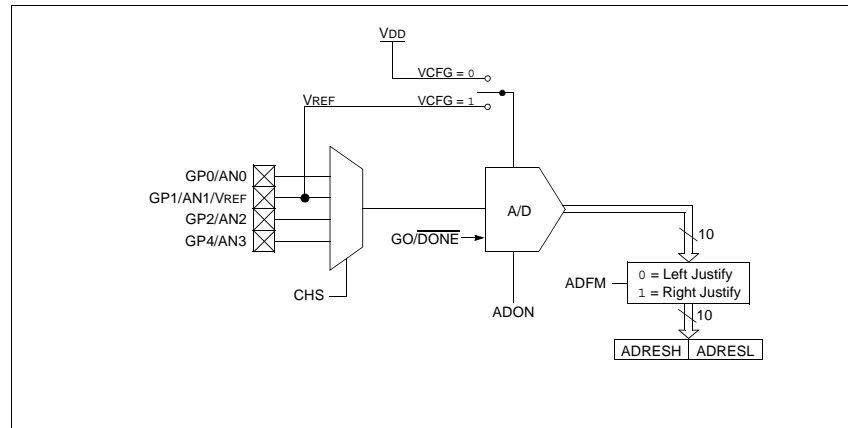 VDD
VCFG = 0
VREF
VCFG = 1
GP0/AN0
GP1/AN1/VREF
GP2/AN2
GP4/AN3
A/D
GO/DONE
10
ADFM
0 = Left Justify
1 = Right Justify
CHS
ADON
10
ADRESH ADRESL